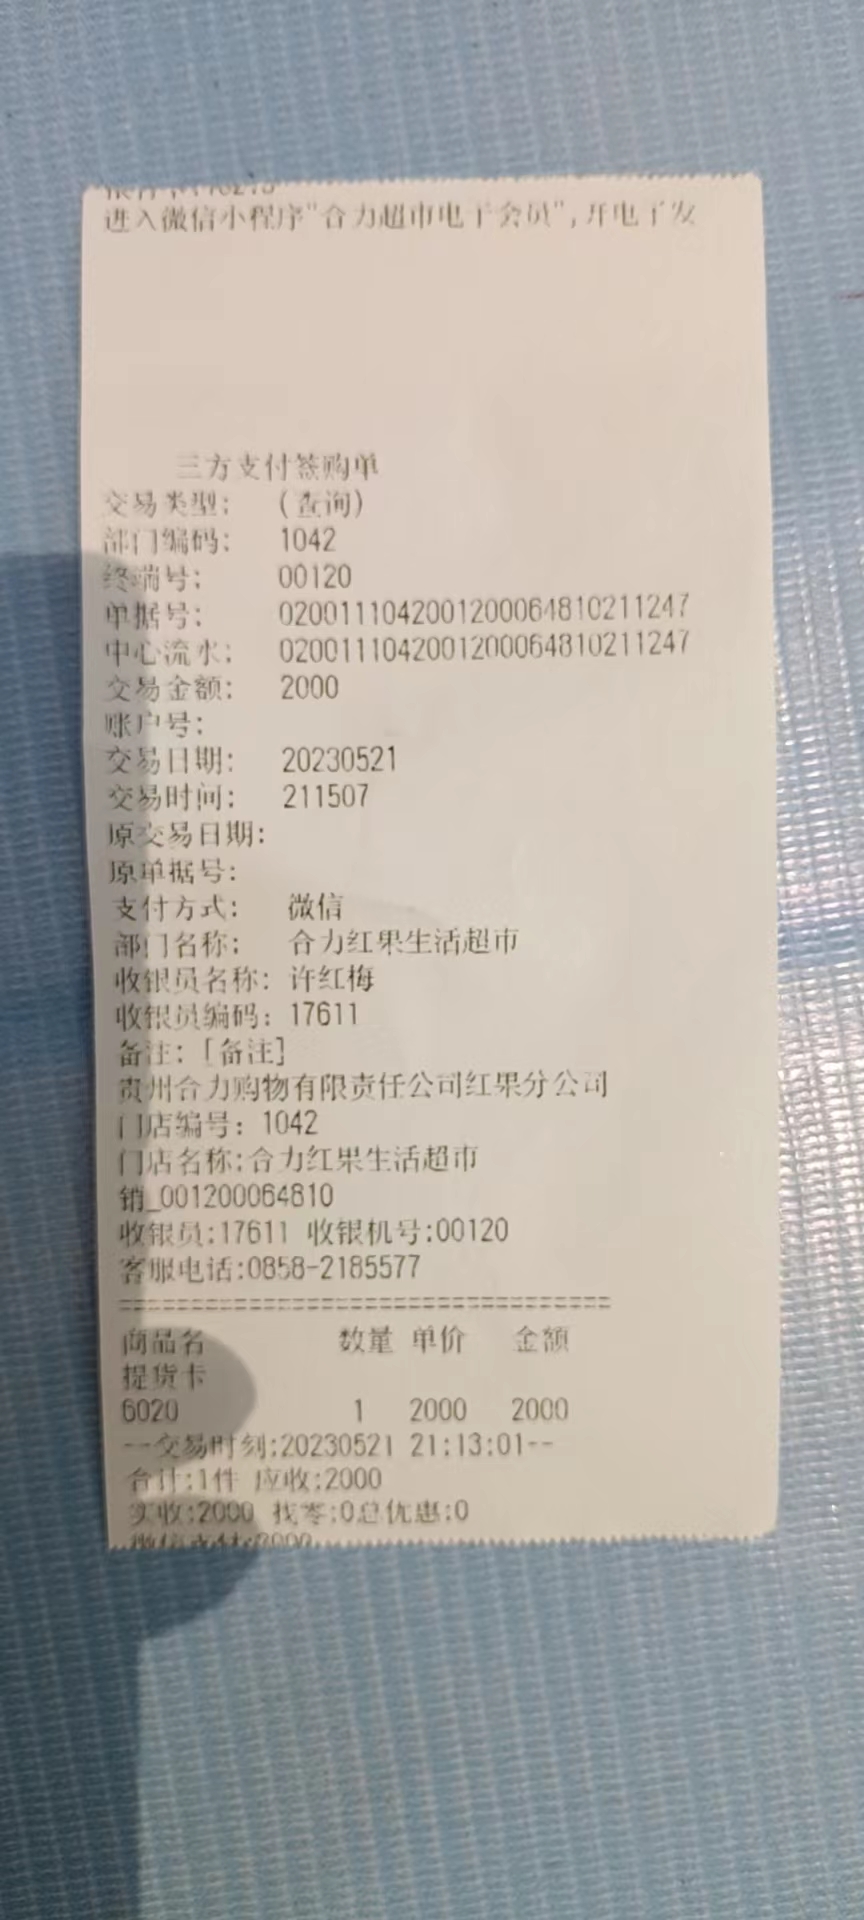 进入微信小程序"合力超市电子会员",开电子发
三方支付签购单
交易类型: (查询)
部门编码: 1042
终端号: 00120
单据号: 0200111042001200064810211247
中心流水: 0200111042001200064810211247
交易金额: 2000
账户号:
交易日期: 20230521
交易时间: 211507
原交易日期:
原单据号:
支付方式: 微信
部门名称: 合力红果生活超市
收银员名称: 许红梅
收银员编码: 17611
备注: [备注]
贵州合力购物有限责任公司红果分公司
门店编号: 1042
门店名称:合力红果生活超市
销_001200064810
收银员:17611 收银机号:00120
客服电话:0858-2185577
==================================
商品名 数量 单价 金额
提货卡
6020 1 2000 2000
--交易时刻:20230521 21:13:01--
合计:1件 应收:2000
实收:2000 找零:0总优惠:0
微信支付:2000